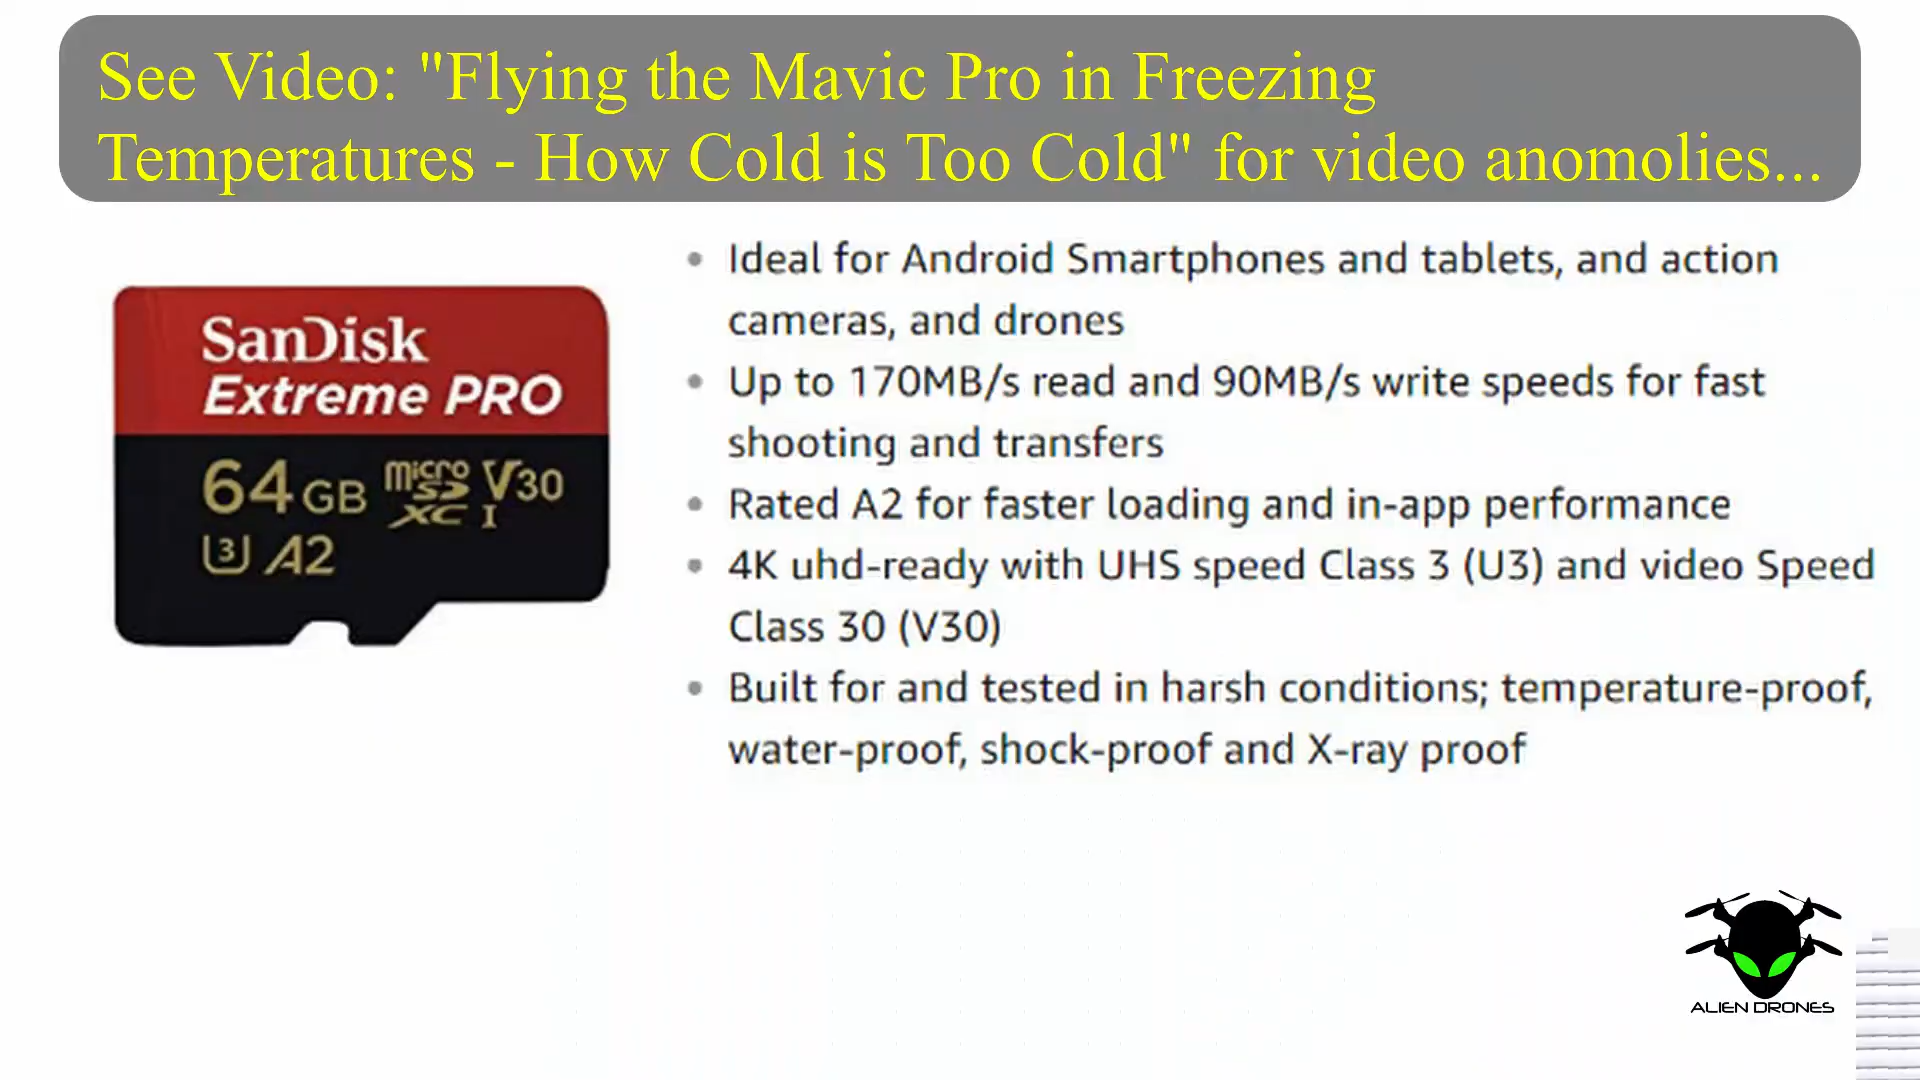 See Video: "Flying the Mavic Pro in Freezing
Temperatures - How Cold is Too Cold" for video anomolies...
SanDisk
Extreme PRO
64GB micro SD XC I V30
U3 A2
Ideal for Android Smartphones and tablets, and action
cameras, and drones
Up to 170MB/s read and 90MB/s write speeds for fast
shooting and transfers
Rated A2 for faster loading and in-app performance
4K uhd-ready with UHS speed Class 3 (U3) and video Speed
Class 30 (V30)
Built for and tested in harsh conditions; temperature-proof,
water-proof, shock-proof and X-ray proof
ALIEN DRONES